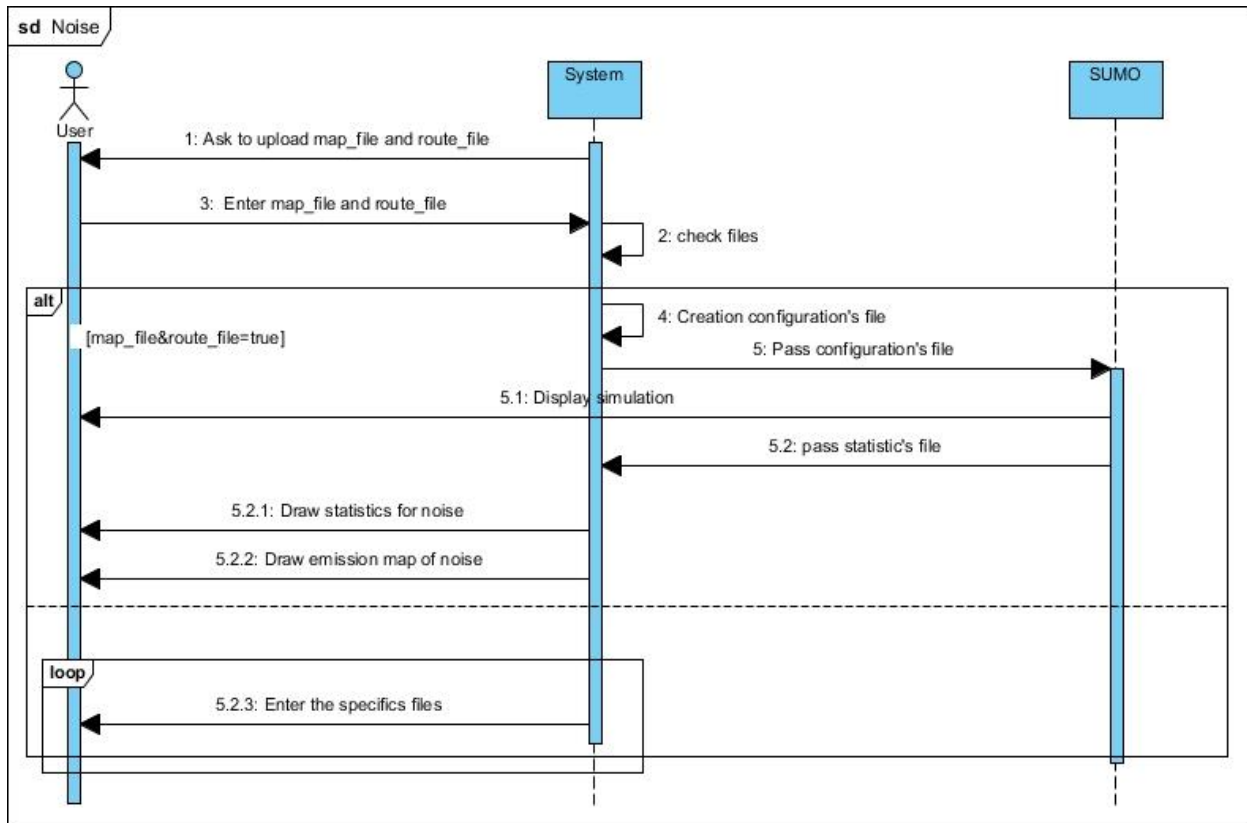 sd Noise
User
System
SUMO
1: Ask to upload map_file and route_file
3: Enter map_file and route_file
2: check files
alt
4: Creation configuration's file
[map_file&route_file=true]
5: Pass configuration's file
5.1: Display simulation
5.2: pass statistic's file
5.2.1: Draw statistics for noise
5.2.2: Draw emission map of noise
loop
5.2.3: Enter the specifics files